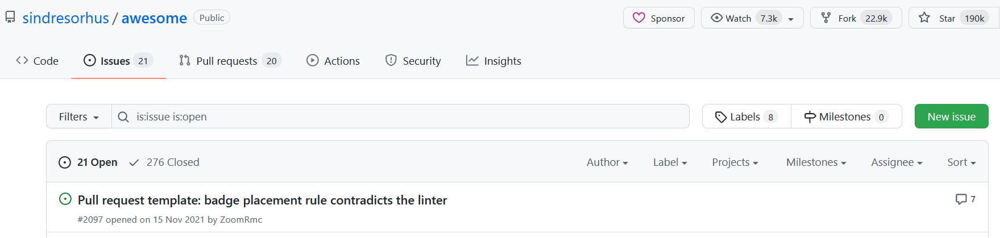 sindresorhus / awesome Public Sponsor Watch 7.3k Fork 22.9k Star 190k
Code Issues 21 Pull requests 20 Actions Security Insights
Filters is:issue is:open Labels 8 Milestones 0 New issue
21 Open 276 Closed Author Label Projects Milestones Assignee Sort
Pull request template: badge placement rule contradicts the linter 7
#2097 opened on 15 Nov 2021 by ZoomRmc